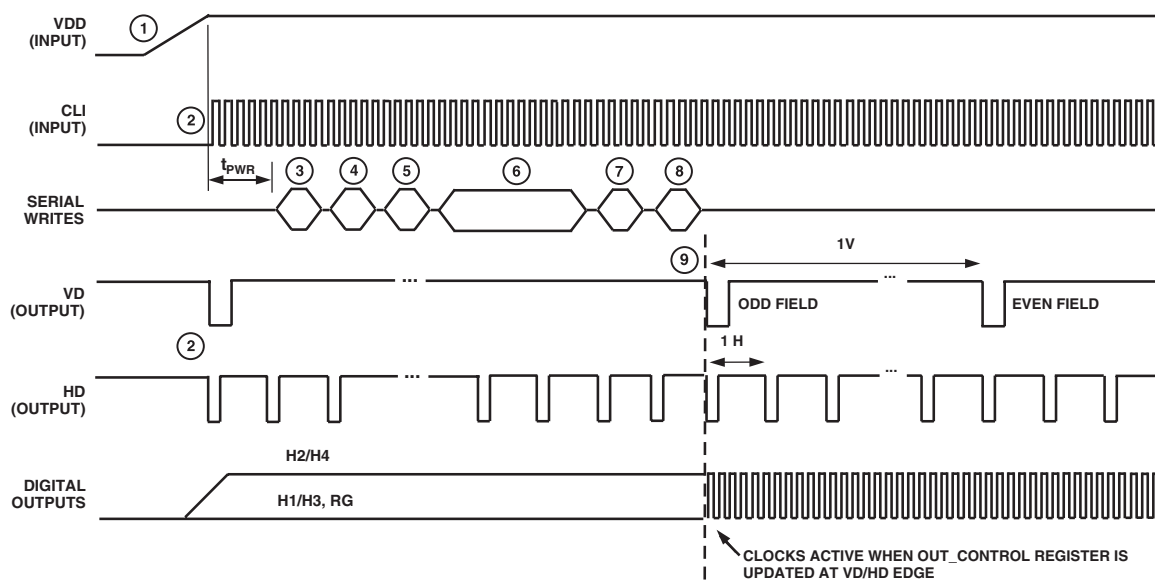 VDD
(INPUT)
1
CLI
(INPUT)
2
tPWR
3
4
5
6
7
8
SERIAL
WRITES
9
1V
VD
(OUTPUT)
...
...
ODD FIELD
EVEN FIELD
2
1 H
HD
(OUTPUT)
...
...
H2/H4
DIGITAL
OUTPUTS
H1/H3, RG
CLOCKS ACTIVE WHEN OUT_CONTROL REGISTER IS
UPDATED AT VD/HD EDGE